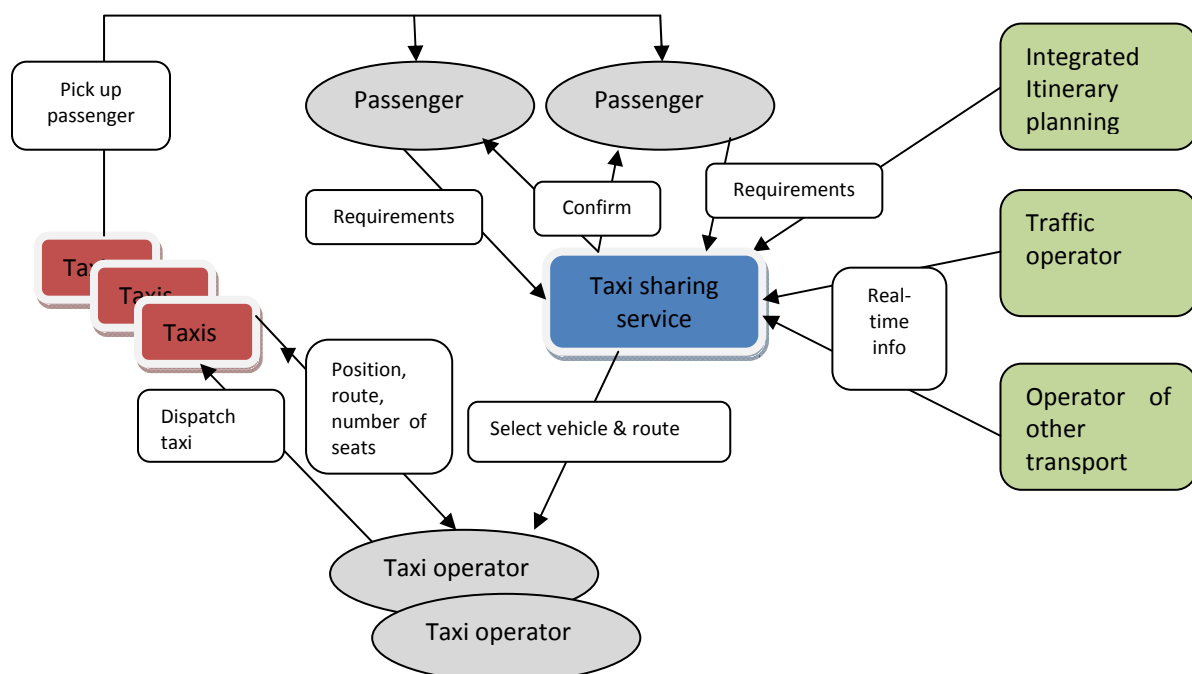 Pick up
passenger
Passenger
Passenger
Integrated
Itinerary
planning
Requirements
Confirm
Requirements
Traffic
operator
Taxis
Taxis
Taxis
Taxi sharing
service
Real-
time
info
Position,
route,
number of
seats
Dispatch
taxi
Select vehicle & route
Operator of
other
transport
Taxi operator
Taxi operator